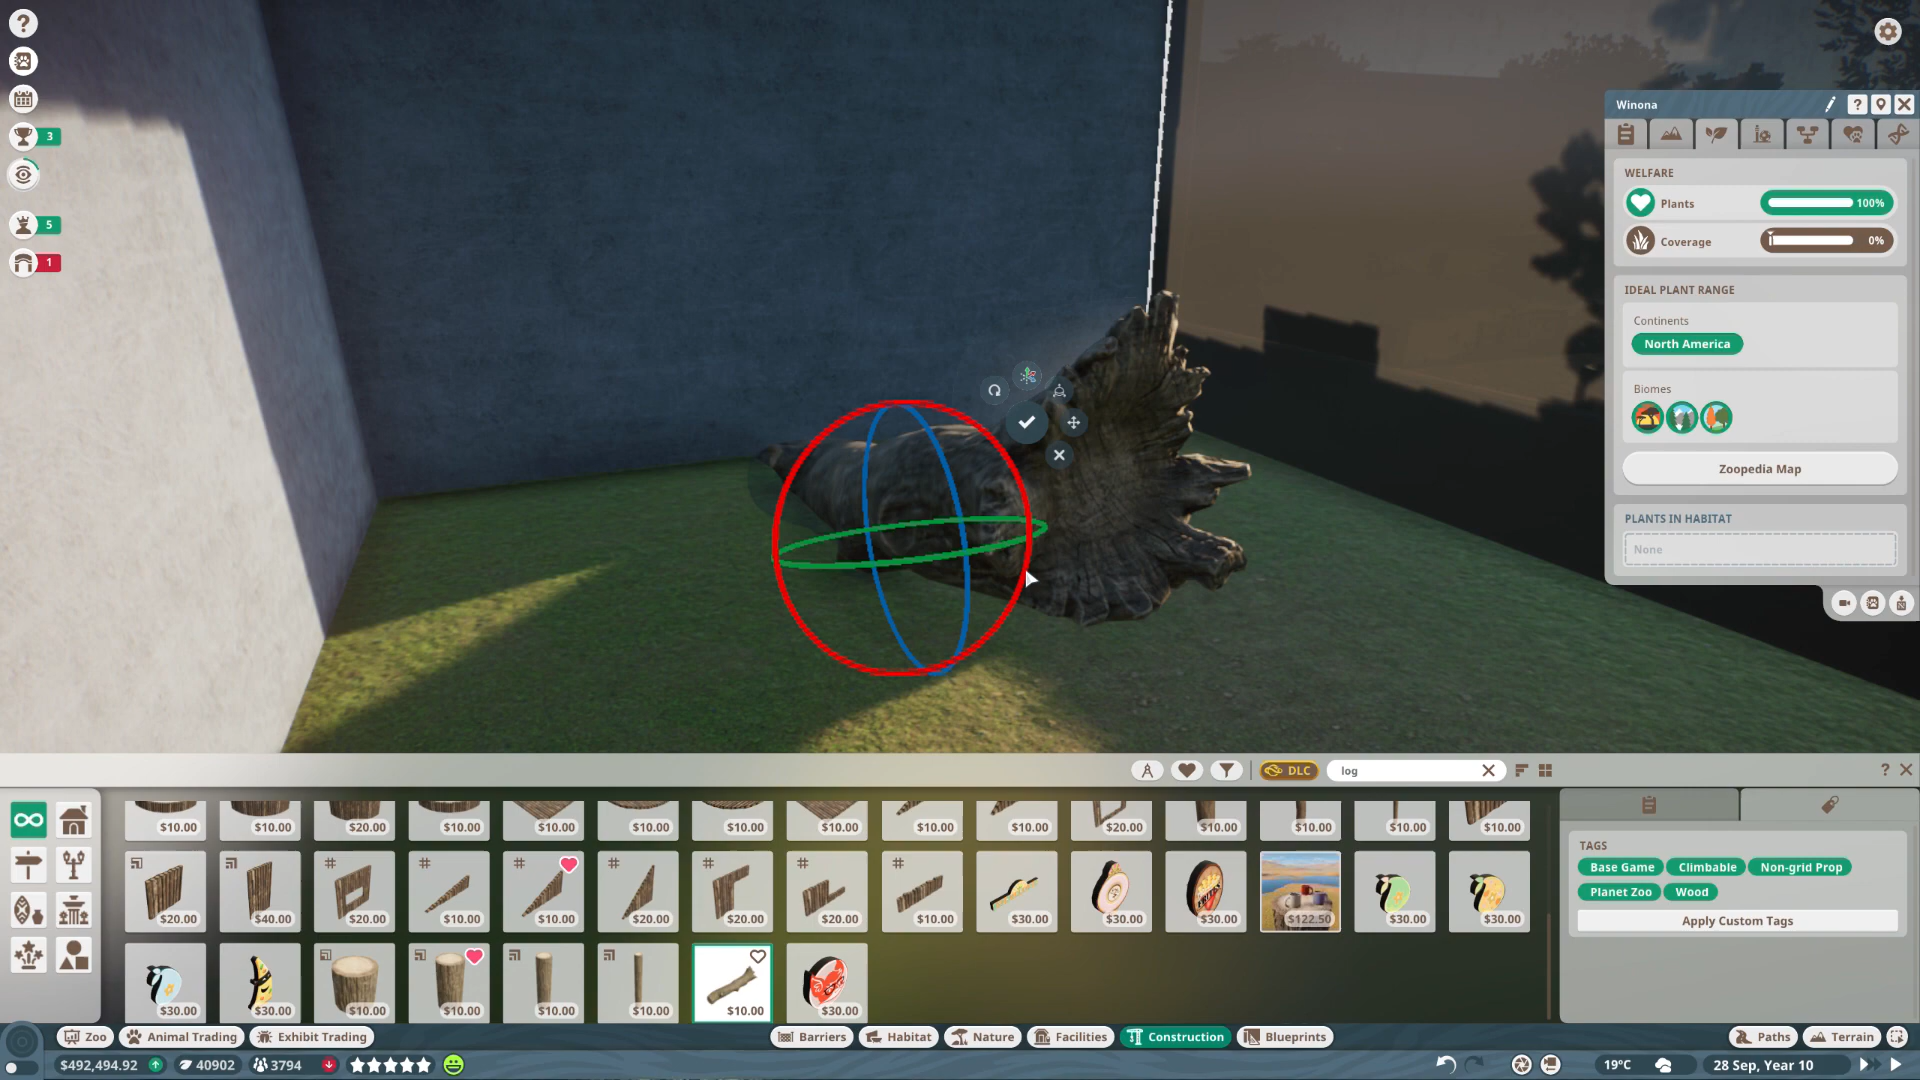 3
5
1
Winona
?
WELFARE
Plants 100%
Coverage 0%
IDEAL PLANT RANGE
Continents
North America
Biomes
Zoopedia Map
PLANTS IN HABITAT
None
DLC
log
?
$10.00 $10.00 $20.00 $10.00 $10.00 $10.00 $10.00 $10.00 $10.00 $10.00 $20.00 $10.00 $10.00 $10.00 $10.00
$20.00 $40.00 $20.00 $10.00 $10.00 $20.00 $20.00 $20.00 $10.00 $30.00 $30.00 $30.00 $122.50 $30.00 $30.00
$30.00 $30.00 $10.00 $10.00 $10.00 $10.00 $10.00 $30.00
TAGS
Base Game Climbable Non-grid Prop
Planet Zoo Wood
Apply Custom Tags
Zoo Animal Trading Exhibit Trading Barriers Habitat Nature Facilities Construction Blueprints Paths Terrain
$492,494.92 40902 3794 19°C 28 Sep, Year 10